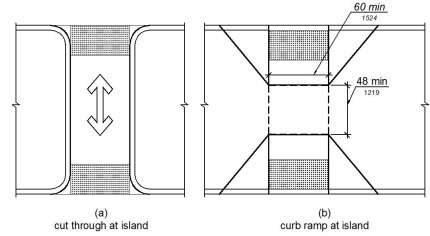 60 min
1524
48 min
1219
(a)
cut through at island
(b)
curb ramp at island